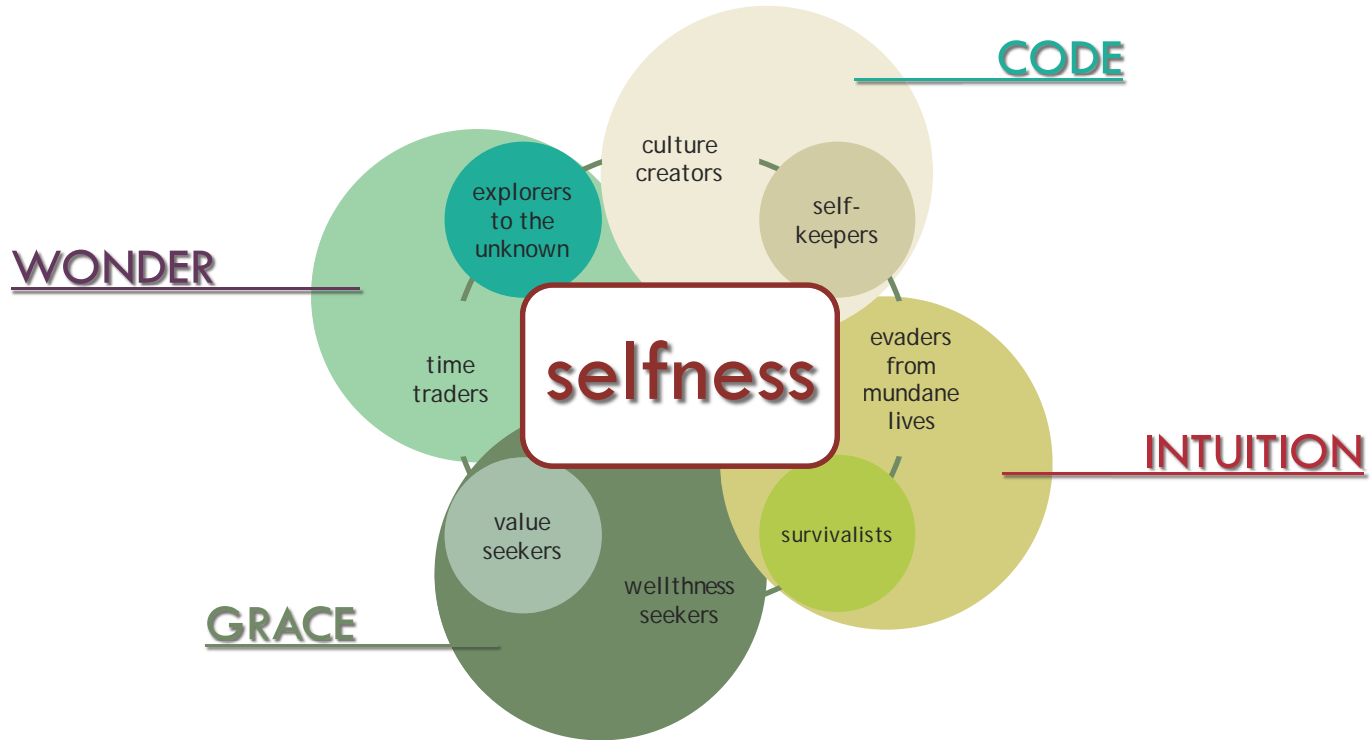 CODE
culture
creators
self-
keepers
explorers
to the
unknown
WONDER
time
traders
selfness
evaders
from
mundane
lives
INTUITION
value
seekers
survivalists
wellthness
seekers
GRACE